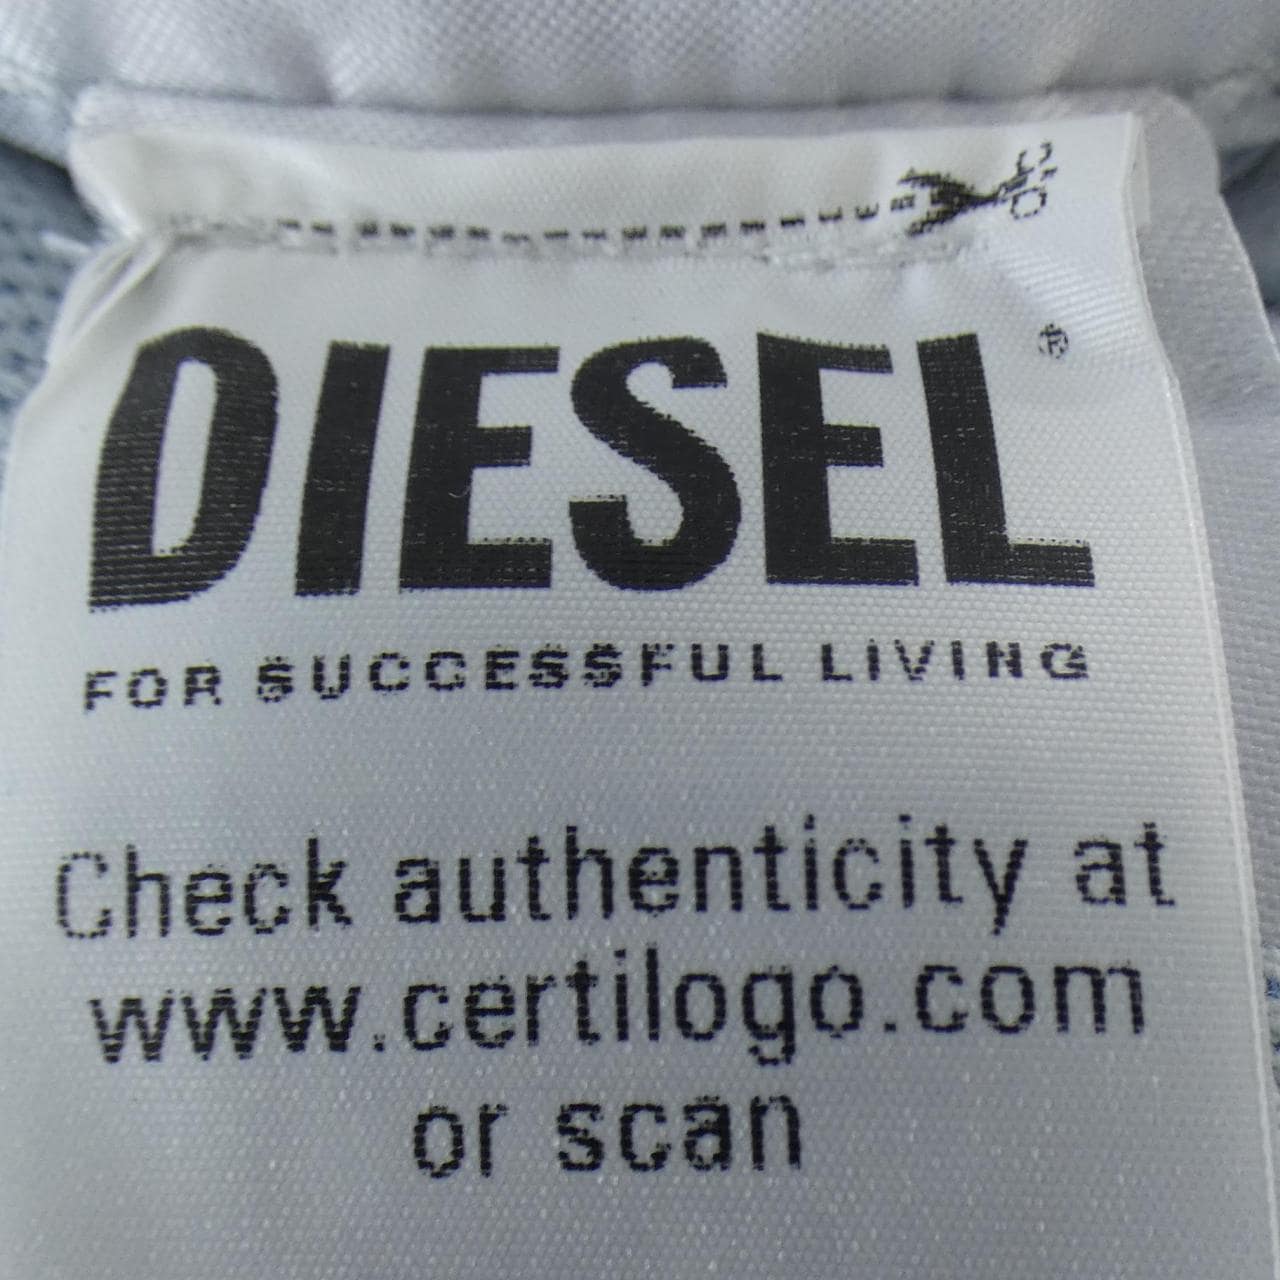 DIESEL®
FOR SUCCESSFUL LIVING
Check authenticity at
www.certilogo.com
or scan